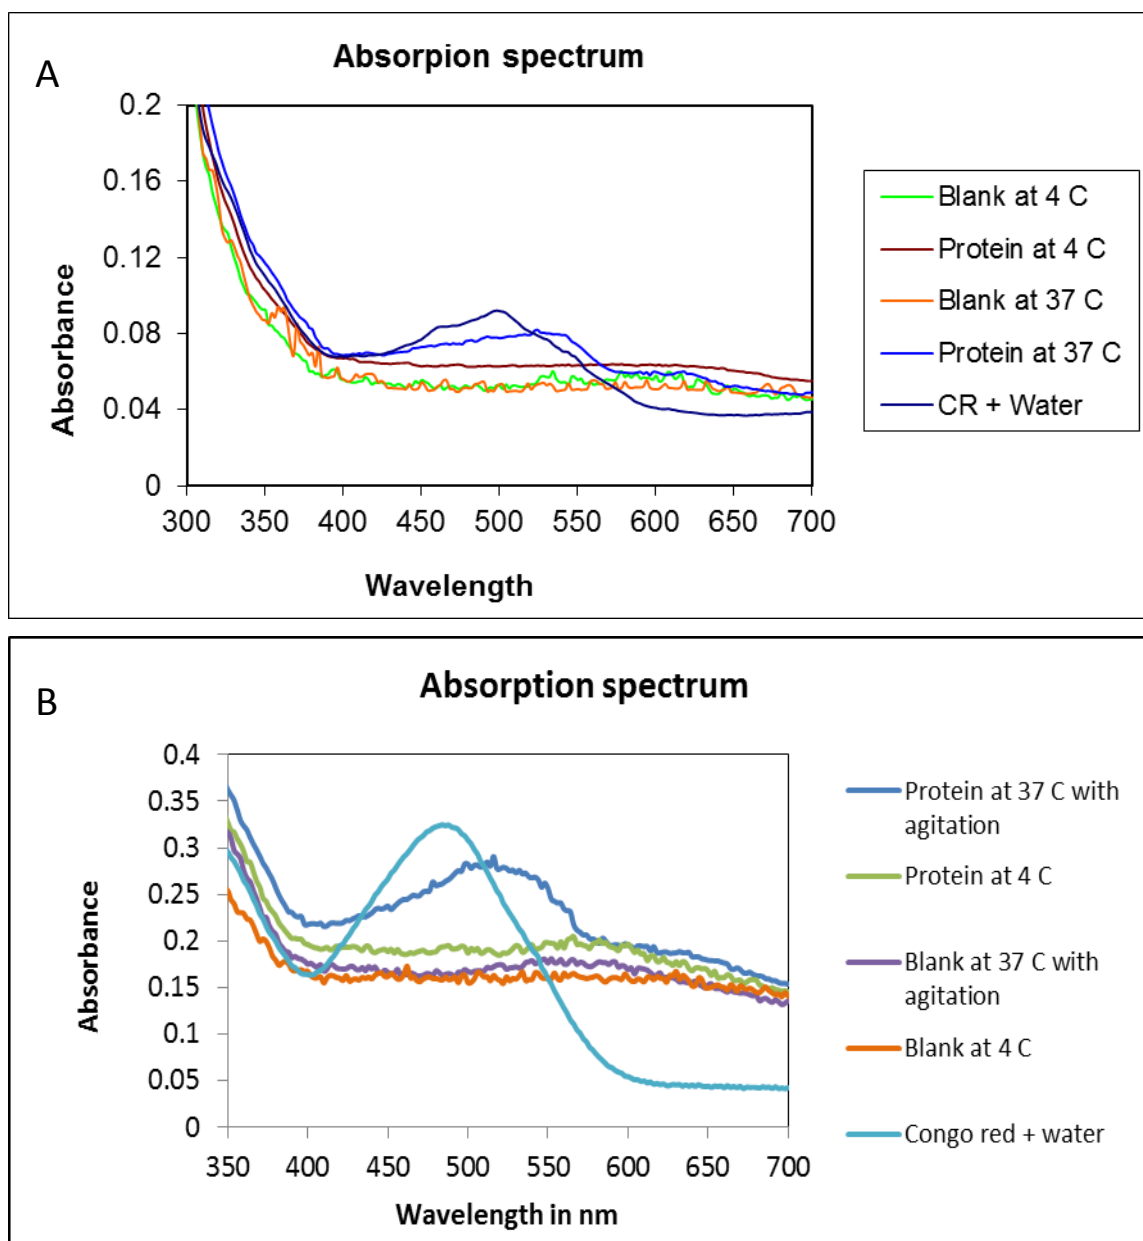 A
Absorpion spectrum
0.2
0.16
0.12
0.08
0.04
0
Absorbance
300 350 400 450 500 550 600 650 700
Wavelength
Blank at 4 C
Protein at 4 C
Blank at 37 C
Protein at 37 C
CR + Water
B
Absorption spectrum
0.4
0.35
0.3
0.25
0.2
0.15
0.1
0.05
0
Absorbance
350 400 450 500 550 600 650 700
Wavelength in nm
Protein at 37 C with
agitation
Protein at 4 C
Blank at 37 C with
agitation
Blank at 4 C
Congo red + water